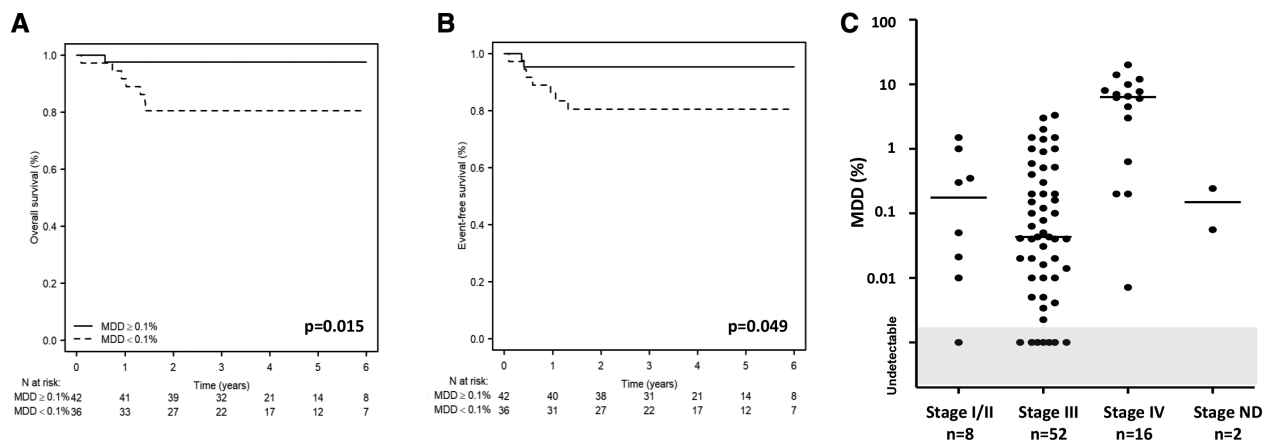 A
Overall survival (%)
1.0
0.8
0.6
0.4
0.2
0.0
MDD ≥ 0.1%
MDD < 0.1%
p=0.015
0 1 2 3 4 5 6
Time (years)
N at risk:
MDD ≥ 0.1% 42 41 39 32 21 14 8
MDD < 0.1% 36 33 27 22 17 12 7
B
Event-free survival (%)
1.0
0.8
0.6
0.4
0.2
0.0
p=0.049
0 1 2 3 4 5 6
Time (years)
N at risk:
MDD ≥ 0.1% 42 40 38 31 21 14 8
MDD < 0.1% 36 31 27 22 17 12 7
C
MDD (%)
100
10
1
0.1
0.01
Undetectable
Stage I/II Stage III Stage IV Stage ND
n=8 n=52 n=16 n=2